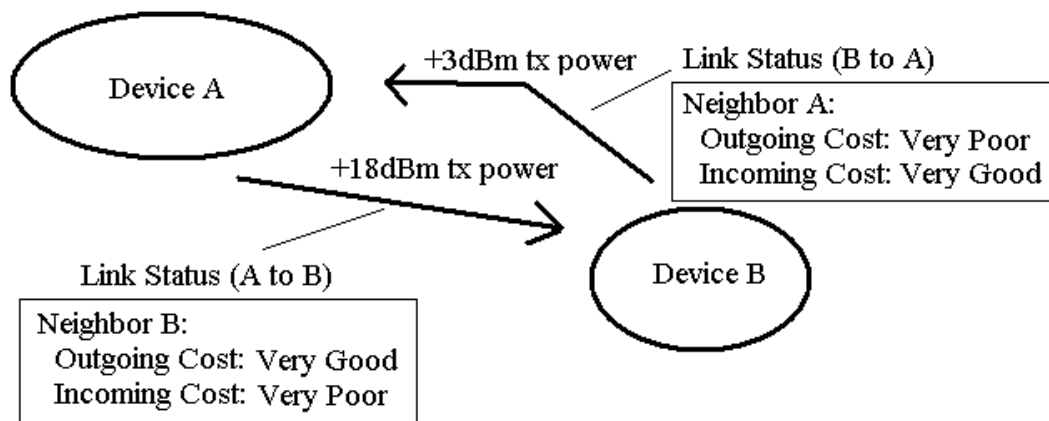 Device A
+3dBm tx power
Link Status (B to A)
Neighbor A:
Outgoing Cost: Very Poor
Incoming Cost: Very Good
+18dBm tx power
Device B
Link Status (A to B)
Neighbor B:
Outgoing Cost: Very Good
Incoming Cost: Very Poor